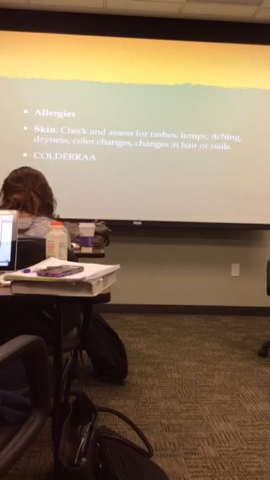 Allergies
Skin: Check and assess for rashes, lumps, itching,
dryness, color changes, changes in hair or nails.
COLDERRAA